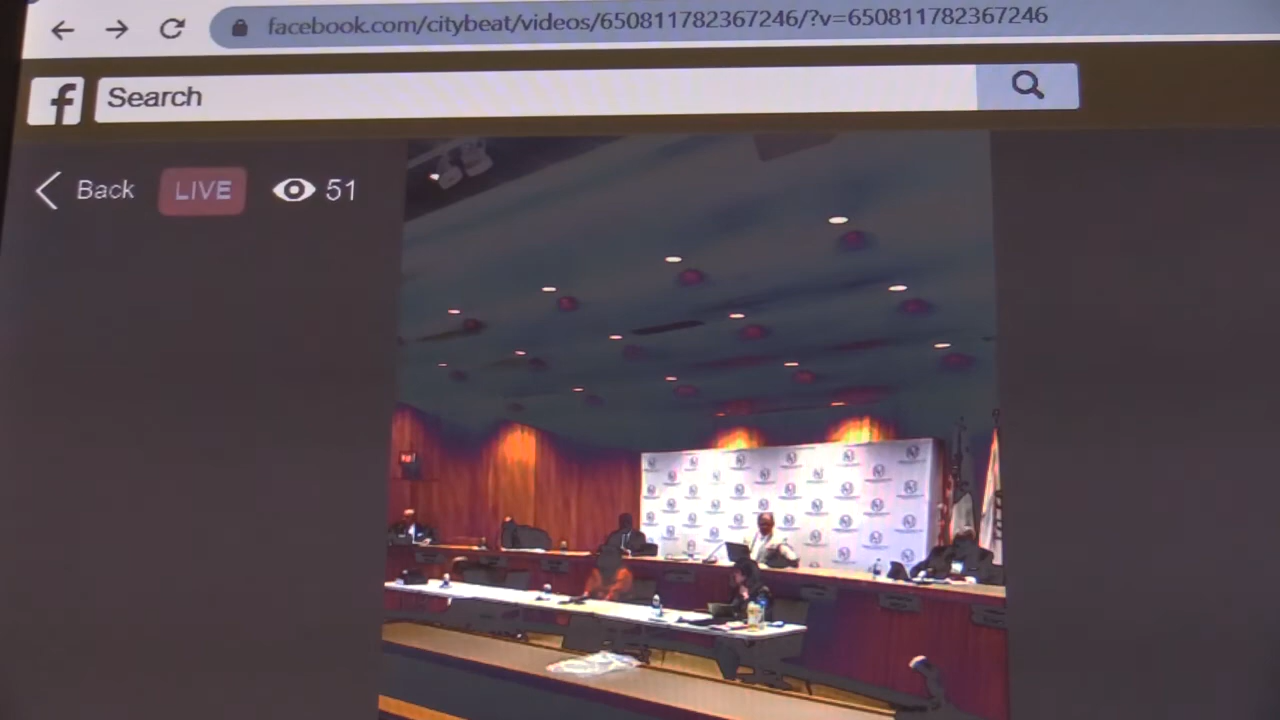 facebook.com/citybeat/videos/650811782367246/?v=650811782367246
f Search
Back LIVE 51